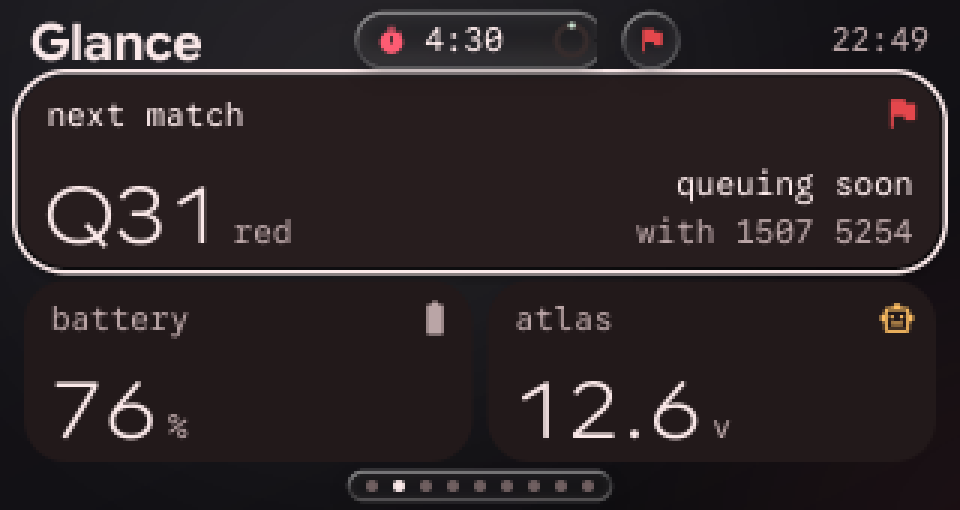 Glance
4:30
22:49
next match
Q31 red
queuing soon
with 1507 5254
battery
76 %
atlas
12.6 v